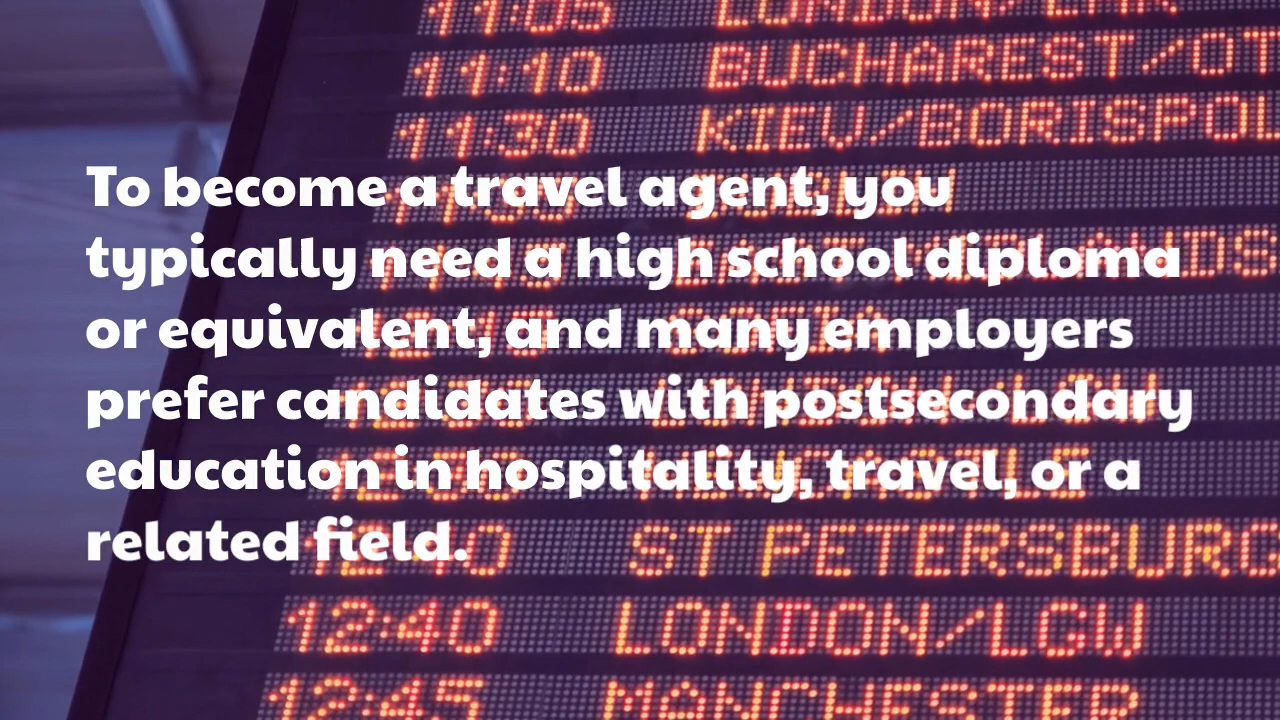 11:05 LONDON/LHR
11:10 BUCHAREST/OT
11:30 KIEV/BORISPOL
To become a travel agent, you
typically need a high school diploma
or equivalent, and many employers
prefer candidates with postsecondary
education in hospitality, travel, or a
related field.
ST PETERSBURG
12:40 LONDON/LGW
12:45 MANCHESTER